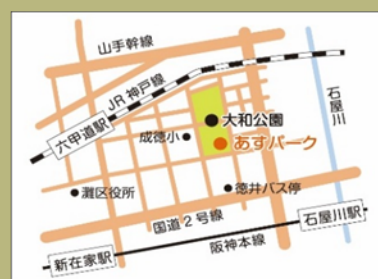 山手幹線
JR 神戸線
六甲道駅
石屋川
大和公園
成徳小
あすパーク
灘区役所
徳井バス停
国道2号線
石屋川駅
阪神本線
新在家駅